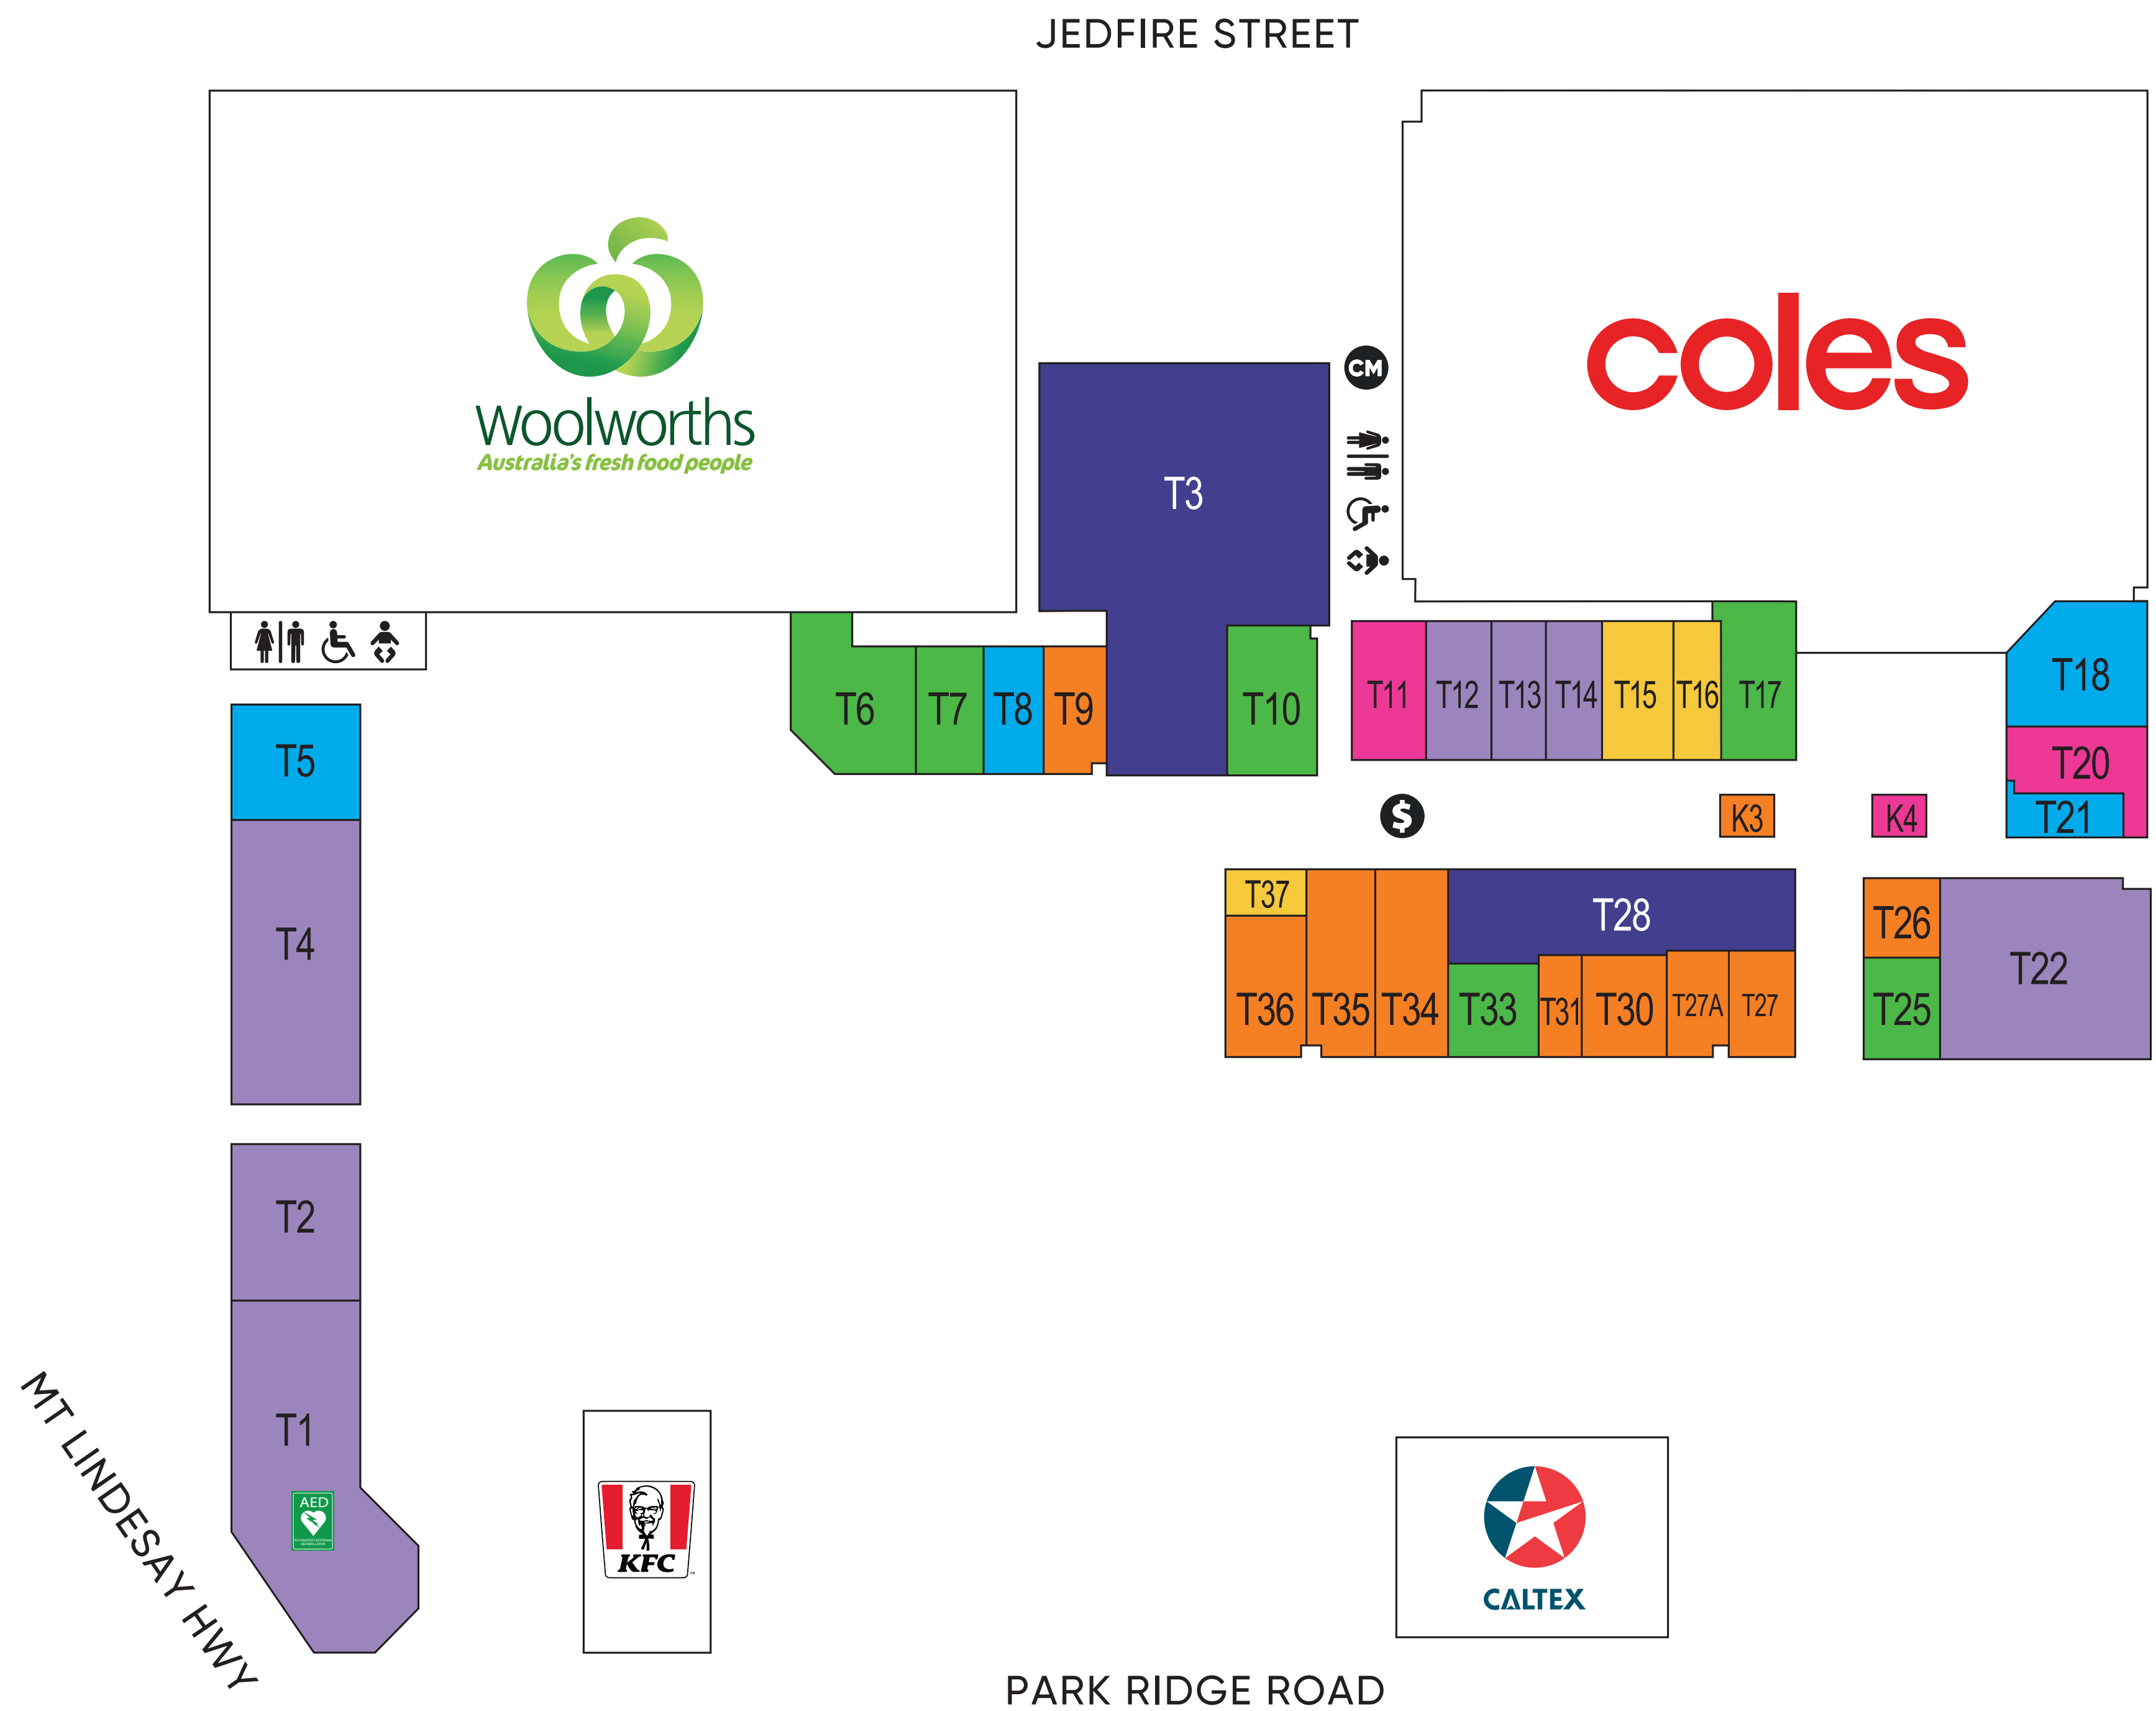 JEDFIRE STREET
Woolworths
Australia's fresh food people
coles
CM
T3
T6
T7
T8
T9
T10
T11
T12
T13
T14
T15
T16
T17
T18
T20
T21
T5
$
K3
K4
T4
T37
T28
T36
T35
T34
T33
T31
T30
T27A
T27
T26
T25
T22
T2
T1
AED
MT LINDESAY HWY
KFC
CALTEX
PARK RIDGE ROAD